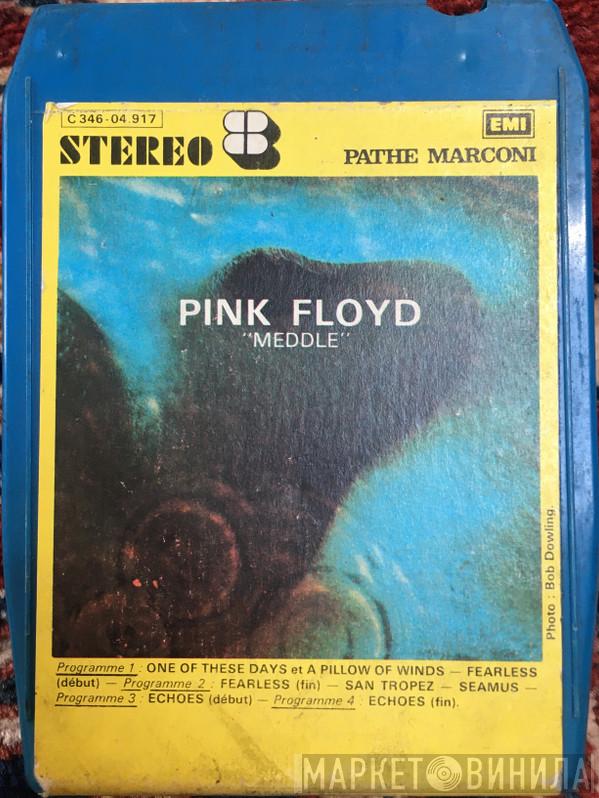 C 346-04.917
EMI
STEREO 8
PATHE MARCONI
PINK FLOYD
"MEDDLE"
Photo : Bob Dowling.
Programme 1 : ONE OF THESE DAYS et A PILLOW OF WINDS — FEARLESS
(début) — Programme 2 : FEARLESS (fin) — SAN TROPEZ — SEAMUS —
Programme 3 : ECHOES (début) — Programme 4 : ECHOES (fin).
МАРКЕТ ВИНИЛА